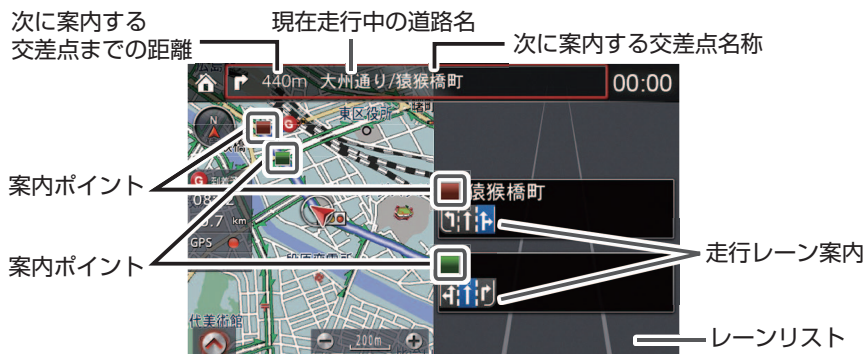 次に案内する
交差点までの距離
現在走行中の道路名
次に案内する交差点名称
440m 大州通り/猿猴橋町
00:00
東区役所
N
案内ポイント
G
猿猴橋町
km
GPS
案内ポイント
走行レーン案内
代美術館
200m
レーンリスト